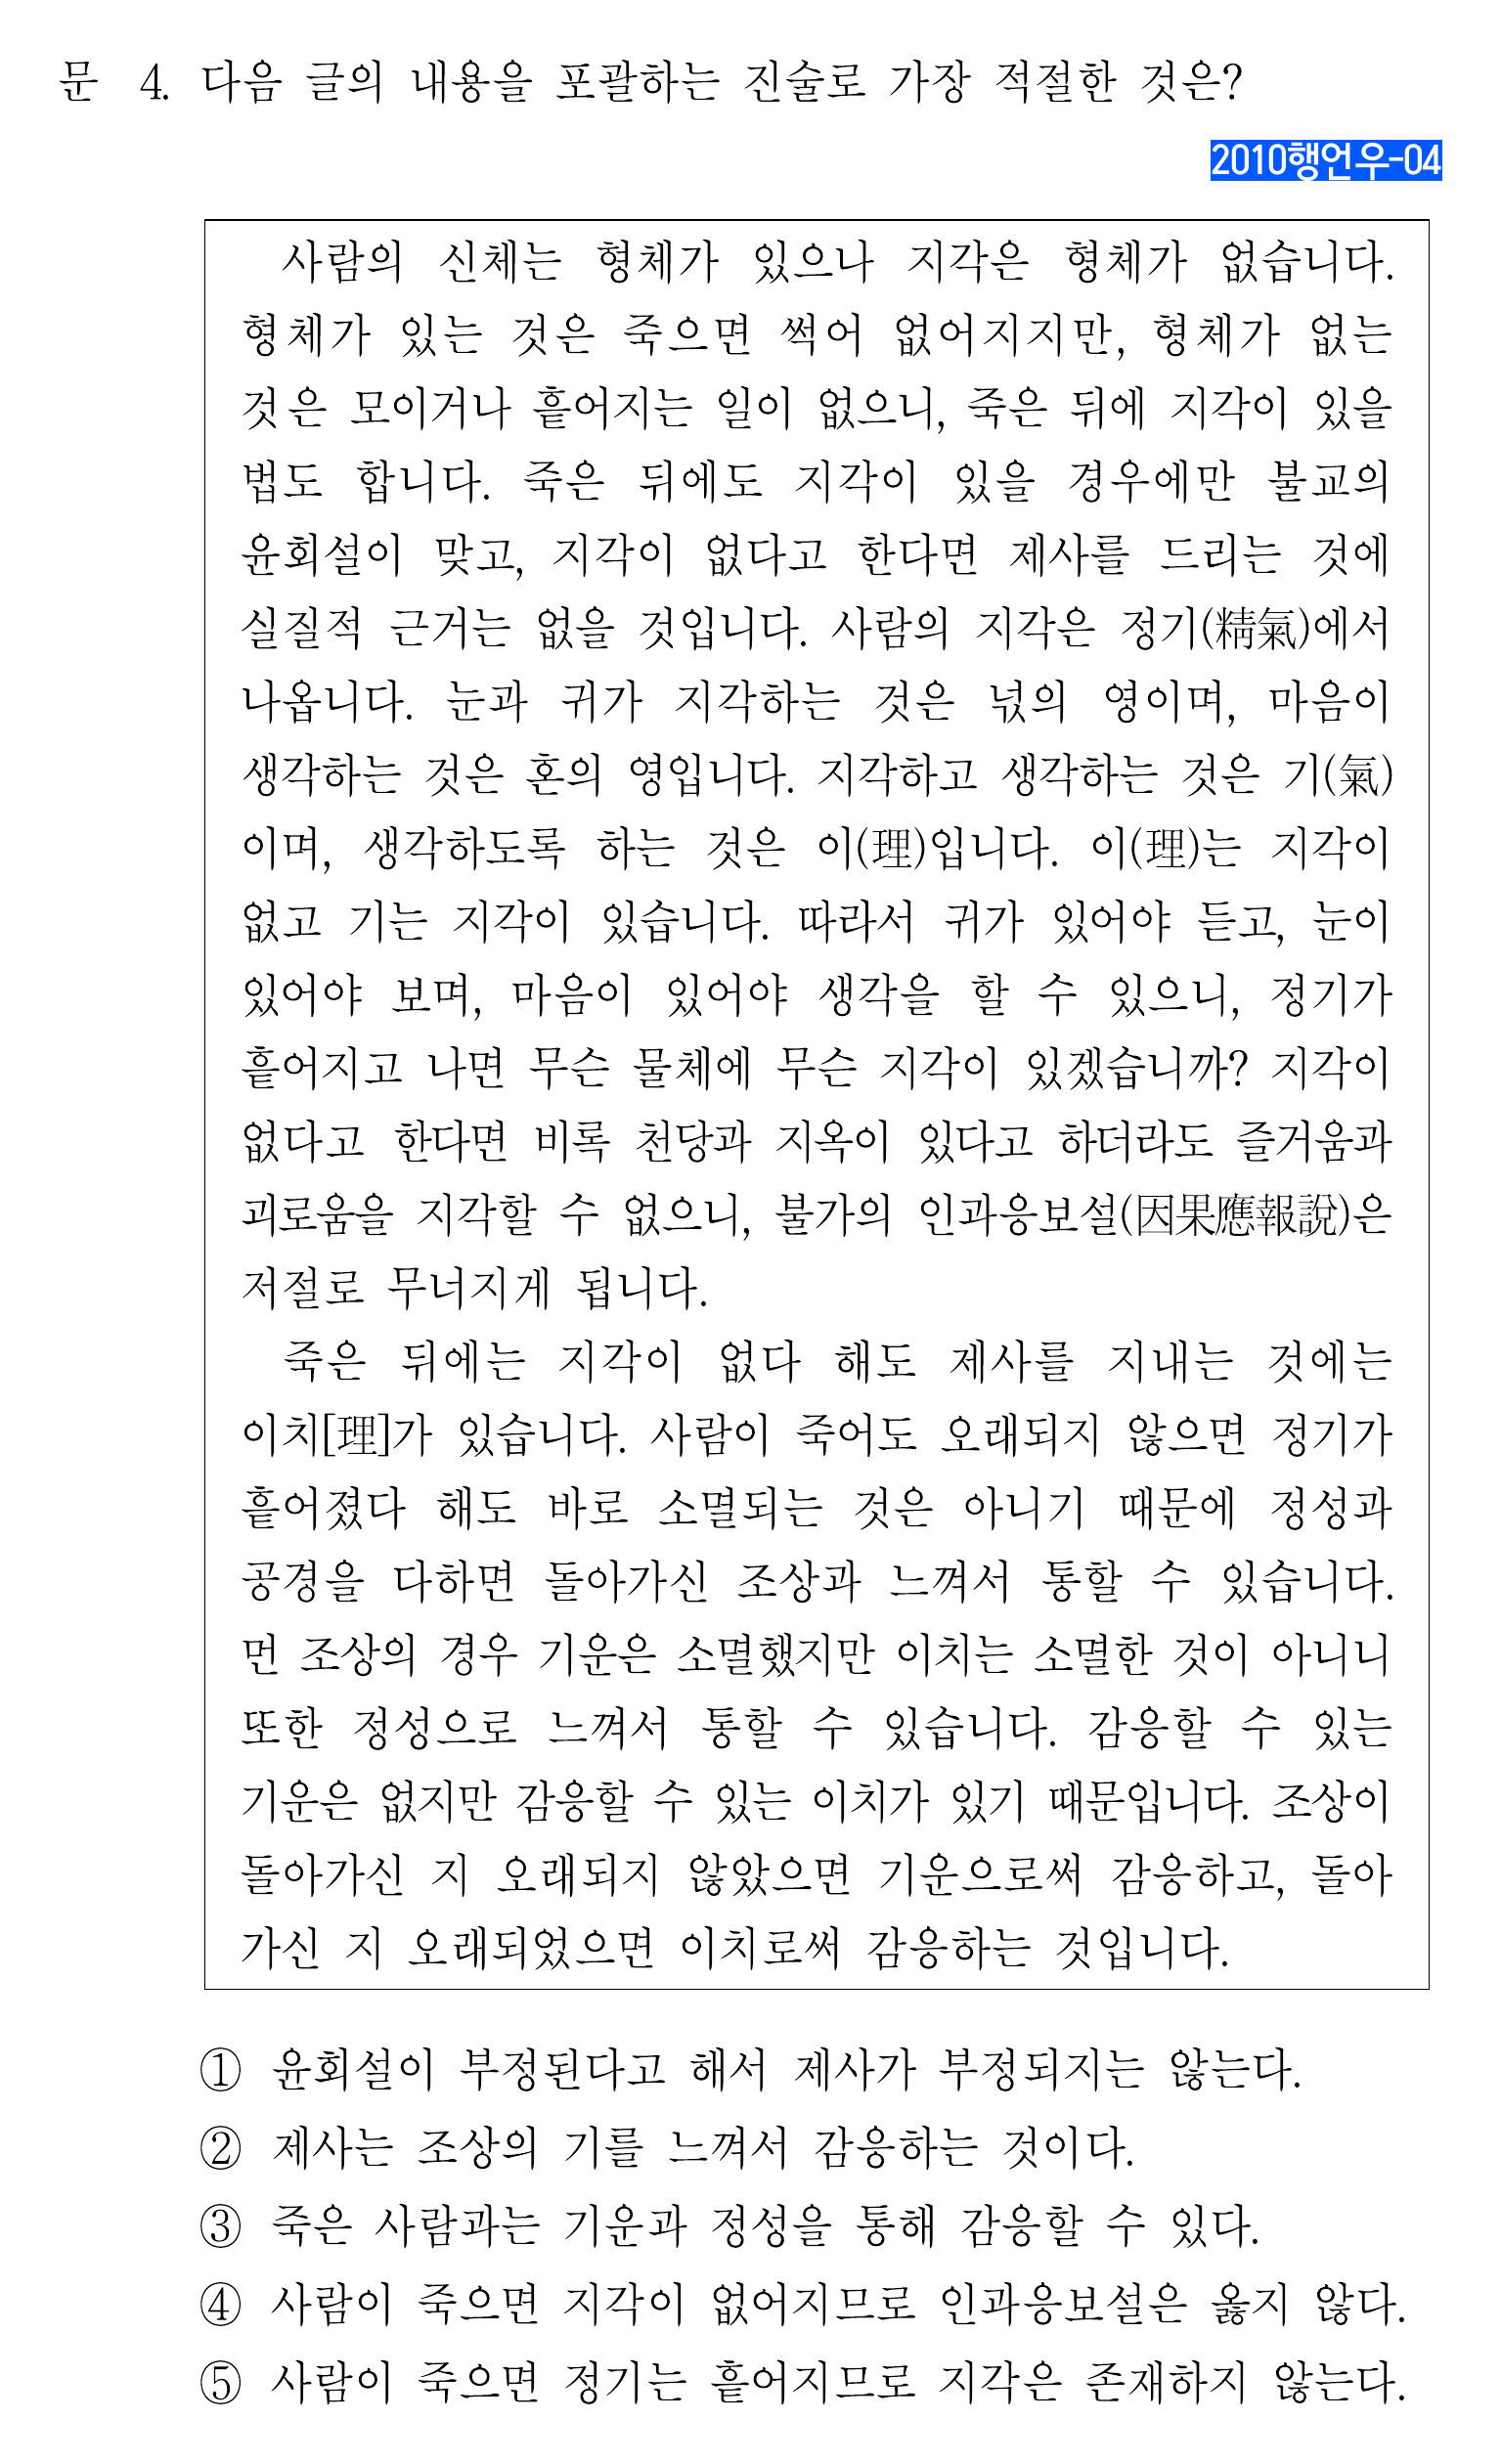 문 4. 다음 글의 내용을 포괄하는 진술로 가장 적절한 것은?
2010행언우-04
사람의 신체는 형체가 있으나 지각은 형체가 없습니다.
형체가 있는 것은 죽으면 썩어 없어지지만, 형체가 없는
것은 모이거나 흩어지는 일이 없으니, 죽은 뒤에 지각이 있을
법도 합니다. 죽은 뒤에도 지각이 있을 경우에만 불교의
윤회설이 맞고, 지각이 없다고 한다면 제사를 드리는 것에
실질적 근거는 없을 것입니다. 사람의 지각은 정기(精氣)에서
나옵니다. 눈과 귀가 지각하는 것은 넋의 영이며, 마음이
생각하는 것은 혼의 영입니다. 지각하고 생각하는 것은 기(氣)
이며, 생각하도록 하는 것은 이(理)입니다. 이(理)는 지각이
없고 기는 지각이 있습니다. 따라서 귀가 있어야 듣고, 눈이
있어야 보며, 마음이 있어야 생각을 할 수 있으니, 정기가
흩어지고 나면 무슨 물체에 무슨 지각이 있겠습니까? 지각이
없다고 한다면 비록 천당과 지옥이 있다고 하더라도 즐거움과
괴로움을 지각할 수 없으니, 불가의 인과응보설(因果應報說)은
저절로 무너지게 됩니다.
죽은 뒤에는 지각이 없다 해도 제사를 지내는 것에는
이치[理]가 있습니다. 사람이 죽어도 오래되지 않으면 정기가
흩어졌다 해도 바로 소멸되는 것은 아니기 때문에 정성과
공경을 다하면 돌아가신 조상과 느껴서 통할 수 있습니다.
먼 조상의 경우 기운은 소멸했지만 이치는 소멸한 것이 아니니
또한 정성으로 느껴서 통할 수 있습니다. 감응할 수 있는
기운은 없지만 감응할 수 있는 이치가 있기 때문입니다. 조상이
돌아가신 지 오래되지 않았으면 기운으로써 감응하고, 돌아
가신 지 오래되었으면 이치로써 감응하는 것입니다.
① 윤회설이 부정된다고 해서 제사가 부정되지는 않는다.
② 제사는 조상의 기를 느껴서 감응하는 것이다.
③ 죽은 사람과는 기운과 정성을 통해 감응할 수 있다.
④ 사람이 죽으면 지각이 없어지므로 인과응보설은 옳지 않다.
⑤ 사람이 죽으면 정기는 흩어지므로 지각은 존재하지 않는다.